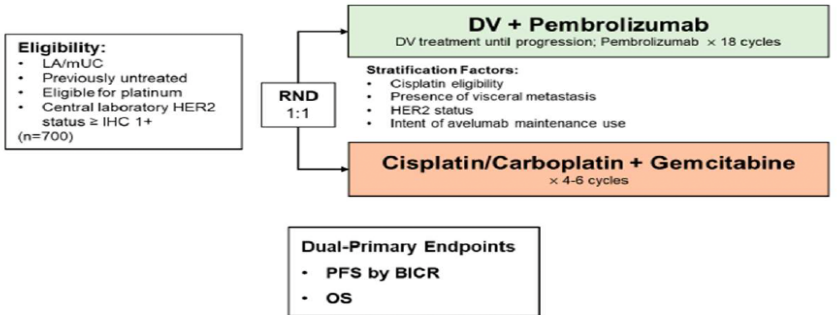 Eligibility:
• LA/mUC
• Previously untreated
• Eligible for platinum
• Central laboratory HER2
status ≥ IHC 1+
(n=700)
RND
1:1
DV + Pembrolizumab
DV treatment until progression; Pembrolizumab × 18 cycles
Stratification Factors:
• Cisplatin eligibility
• Presence of visceral metastasis
• HER2 status
• Intent of avelumab maintenance use
Cisplatin/Carboplatin + Gemcitabine
× 4-6 cycles
Dual-Primary Endpoints
• PFS by BICR
• OS